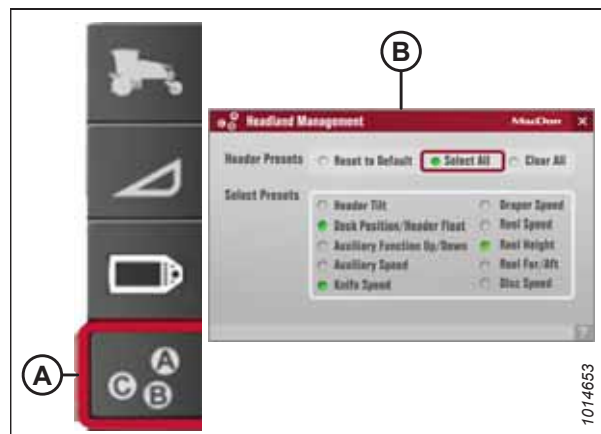 B
Headland Management MacDon ×
Header Presets Reset to Default Select All Clear All
Select Presets Header Tilt Draper Speed
Deck Position/Header Float Reel Speed
Auxiliary Function Up/Down Reel Height
Auxiliary Speed Reel For/Aft
Knife Speed Disc Speed
?
A
A
C
B
1014653